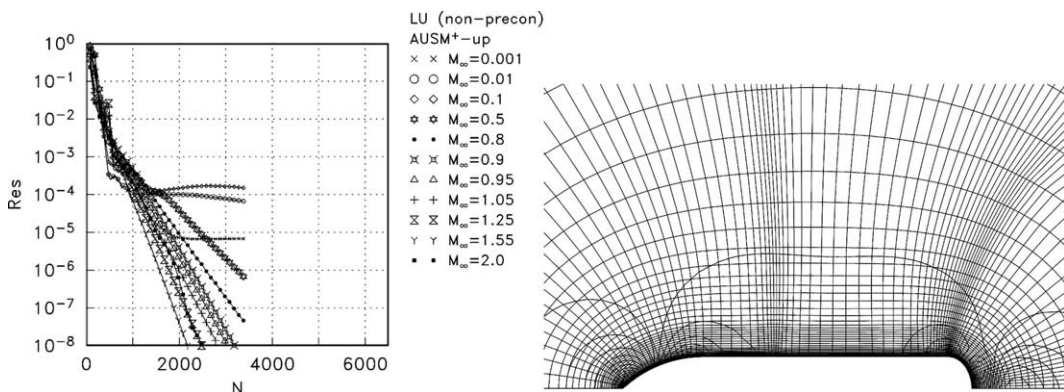 LU (non-precon)
AUSM⁺-up
M∞=0.001
M∞=0.01
M∞=0.1
M∞=0.5
M∞=0.8
M∞=0.9
M∞=0.95
M∞=1.05
M∞=1.25
M∞=1.55
M∞=2.0
10⁰
10⁻¹
10⁻²
10⁻³
10⁻⁴
10⁻⁵
10⁻⁶
10⁻⁷
10⁻⁸
Res
0 2000 4000 6000
N